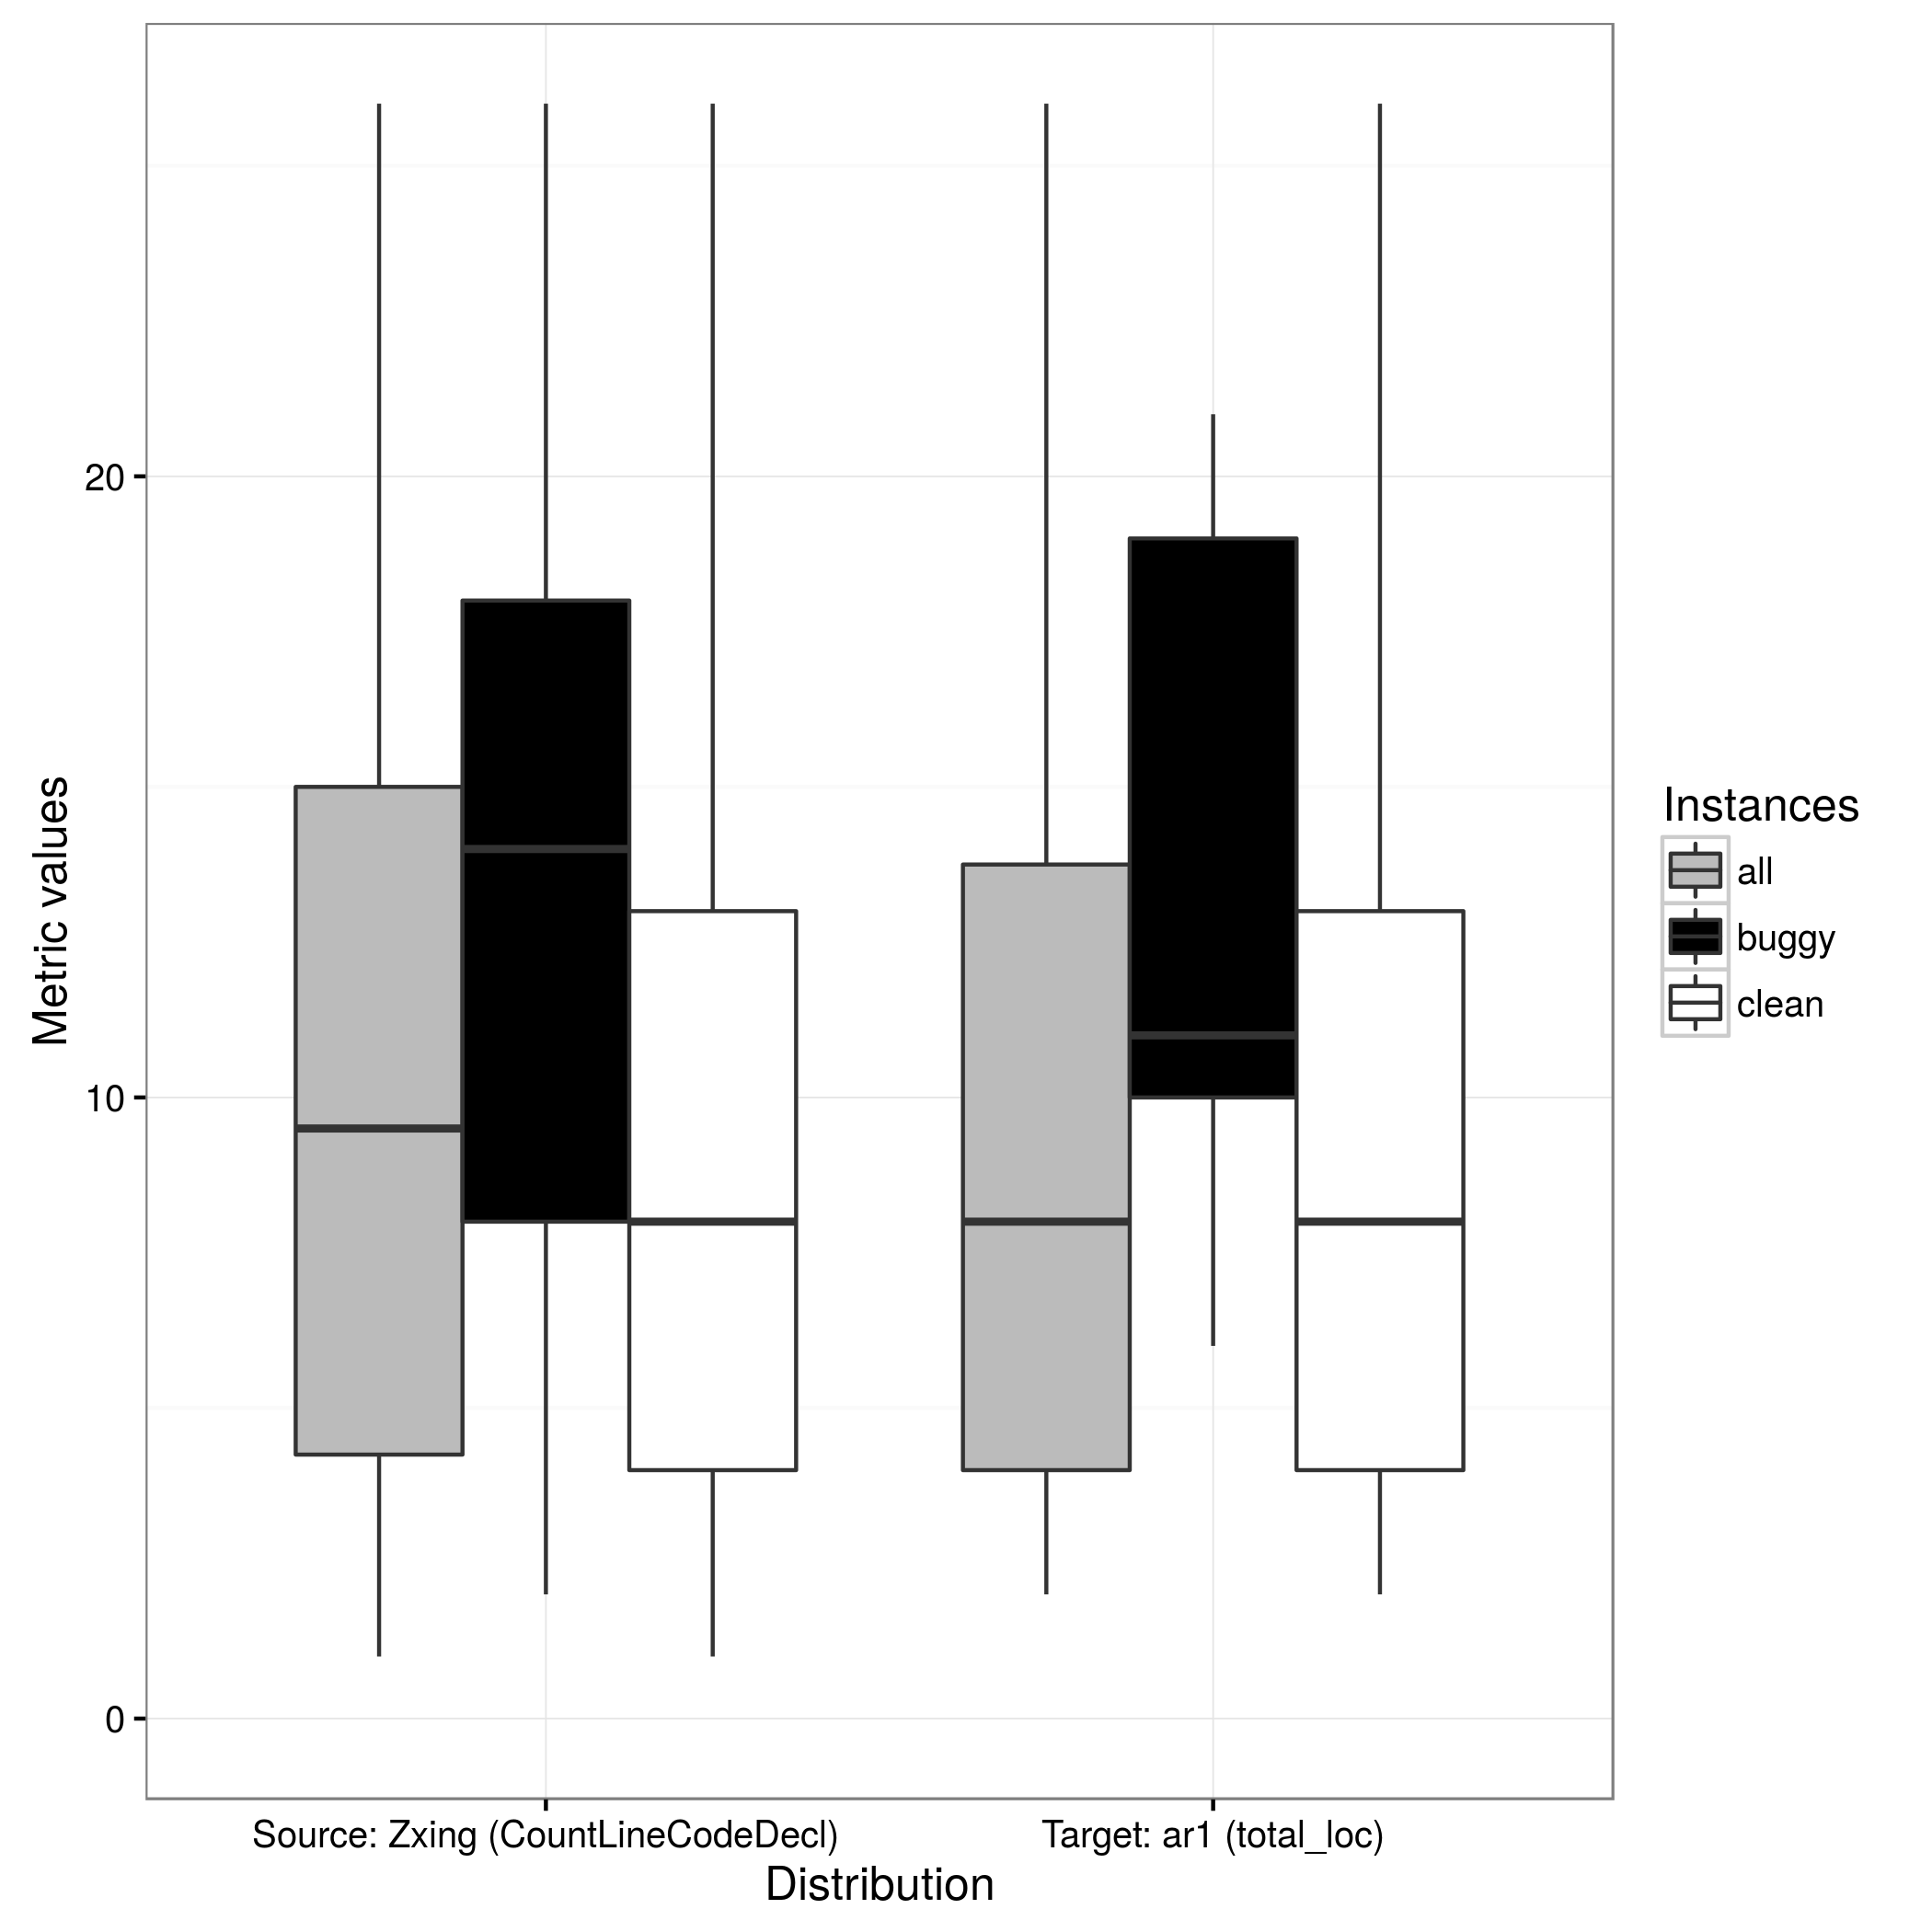 Metric values
20
10
0
Source: Zxing (CountLineCodeDecl)
Target: ar1 (total_loc)
Distribution
Instances
all
buggy
clean